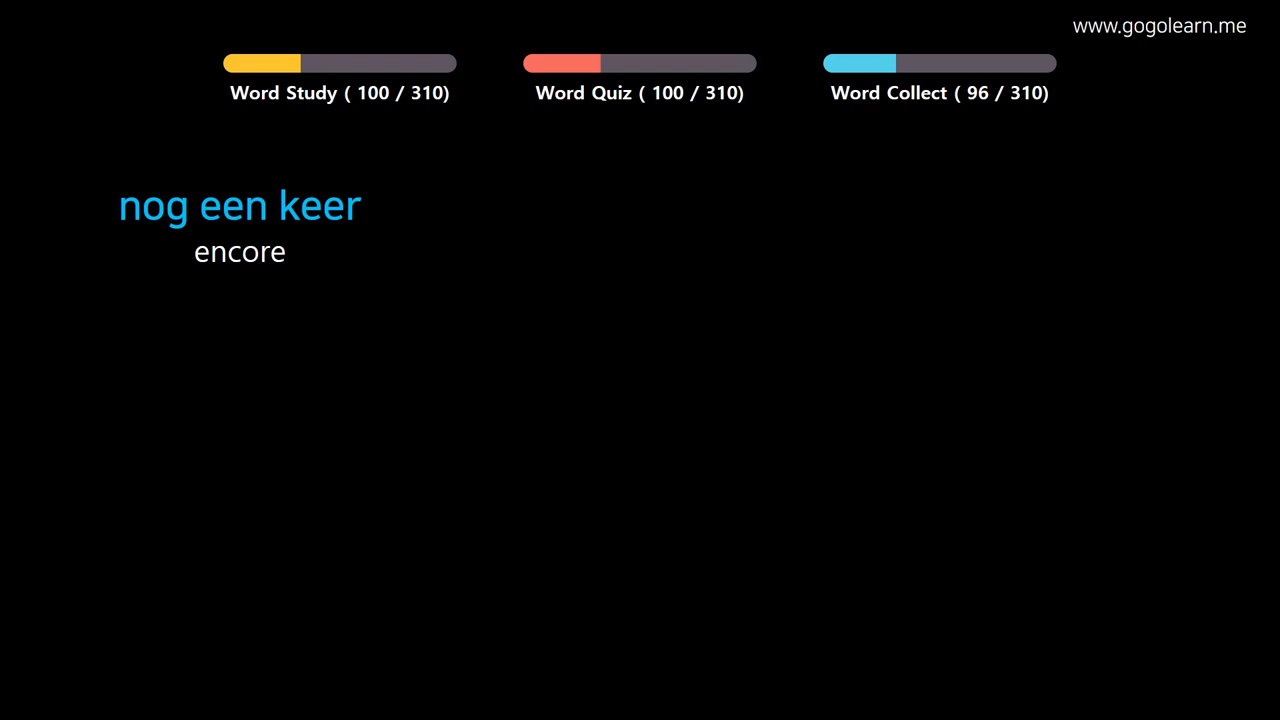 www.gogolearn.me
Word Study ( 100 / 310)
Word Quiz ( 100 / 310)
Word Collect ( 96 / 310)
nog een keer
encore